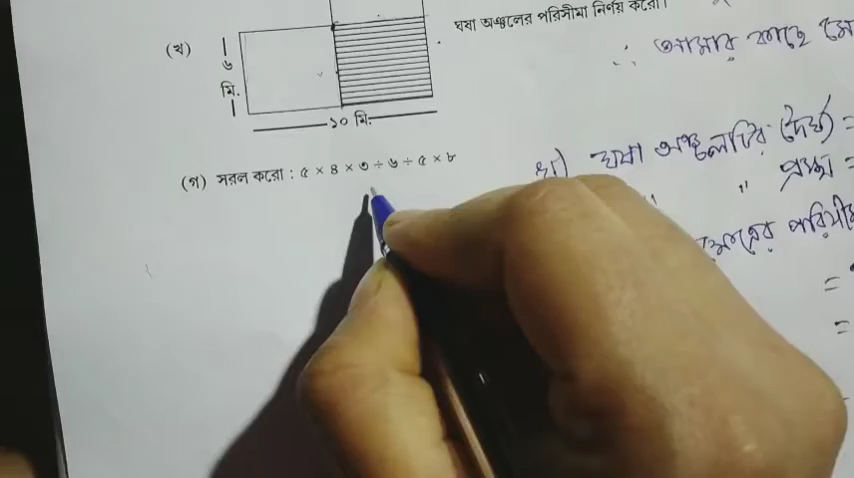 ঘষা অঞ্চলের পরিসীমা নির্ণয় করো।
(খ)
৬
মি.
১০ মি.
(গ) সরল করো : ৫ × ৪ × ৩ ÷ ৬ ÷ ৫ × ৮
∴ আমার কাছে
খ) ঘষা অঞ্চলটির দৈর্ঘ্য =
" প্রস্থ =
পরিসীমা
=
=